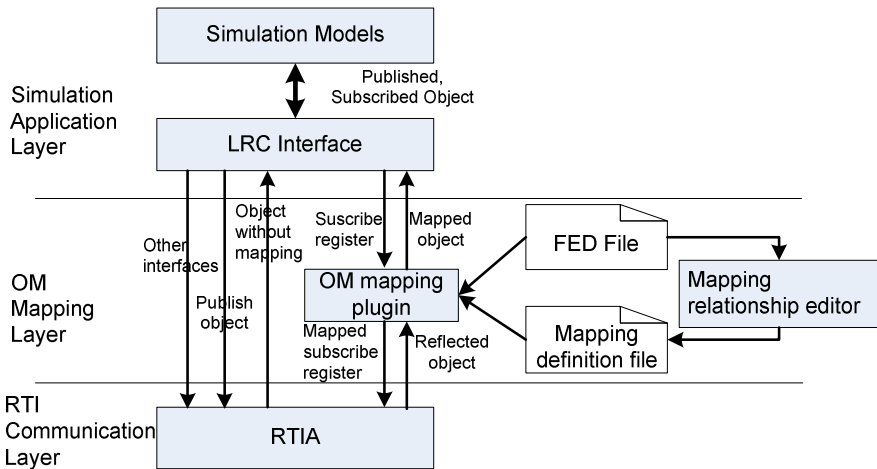 Simulation Models
Published,
Subscribed Object
Simulation
Application
Layer
LRC Interface
Other
interfaces
Publish
object
Object
without
mapping
Suscribe
register
Mapped
object
FED File
OM
Mapping
Layer
OM mapping
plugin
Mapping
relationship editor
Mapped
subscribe
register
Reflected
object
Mapping
definition file
RTI
Communication
Layer
RTIA